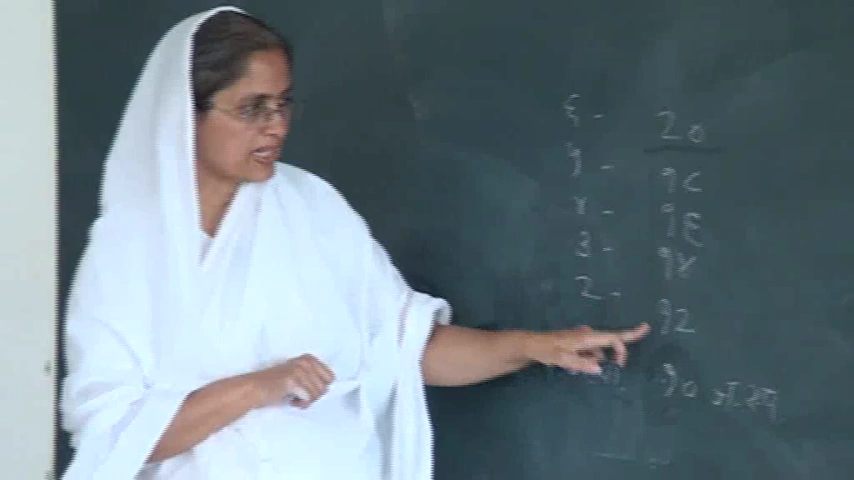 ૬ - ૨૦
૫ - ૧૮
૪ - ૧૬
૩ - ૧૪
૨ - ૧૨
૧૦